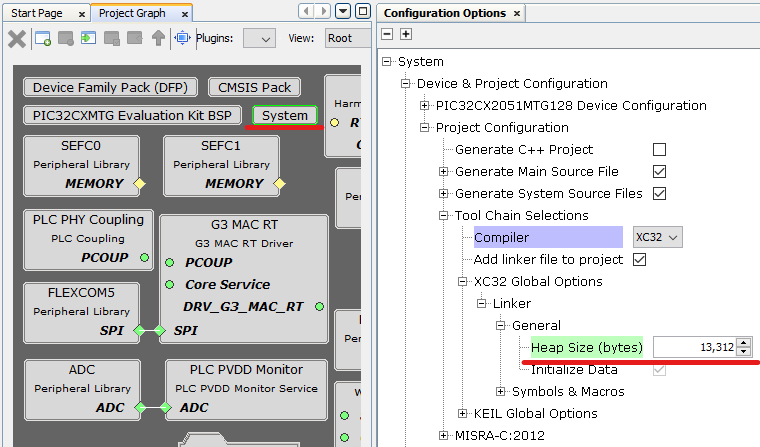 Start Page
Project Graph
Plugins:
View:
Root
Device Family Pack (DFP)
CMSIS Pack
PIC32CXMTG Evaluation Kit BSP
System
Harm
SEFC0
Peripheral Library
MEMORY
SEFC1
Peripheral Library
MEMORY
Perip
PLC PHY Coupling
PLC Coupling
PCOUP
G3 MAC RT
G3 MAC RT Driver
PCOUP
Core Service
DRV_G3_MAC_RT
SPI
FLEXCOM5
Peripheral Library
SPI
Perip
ADC
Peripheral Library
ADC
PLC PVDD Monitor
PLC PVDD Monitor Service
ADC
Configuration Options
System
Device & Project Configuration
PIC32CX2051MTG128 Device Configuration
Project Configuration
Generate C++ Project
Generate Main Source File
Generate System Source Files
Tool Chain Selections
Compiler
XC32
Add linker file to project
XC32 Global Options
Linker
General
Heap Size (bytes)
13,312
Initialize Data
Symbols & Macros
KEIL Global Options
MISRA-C:2012